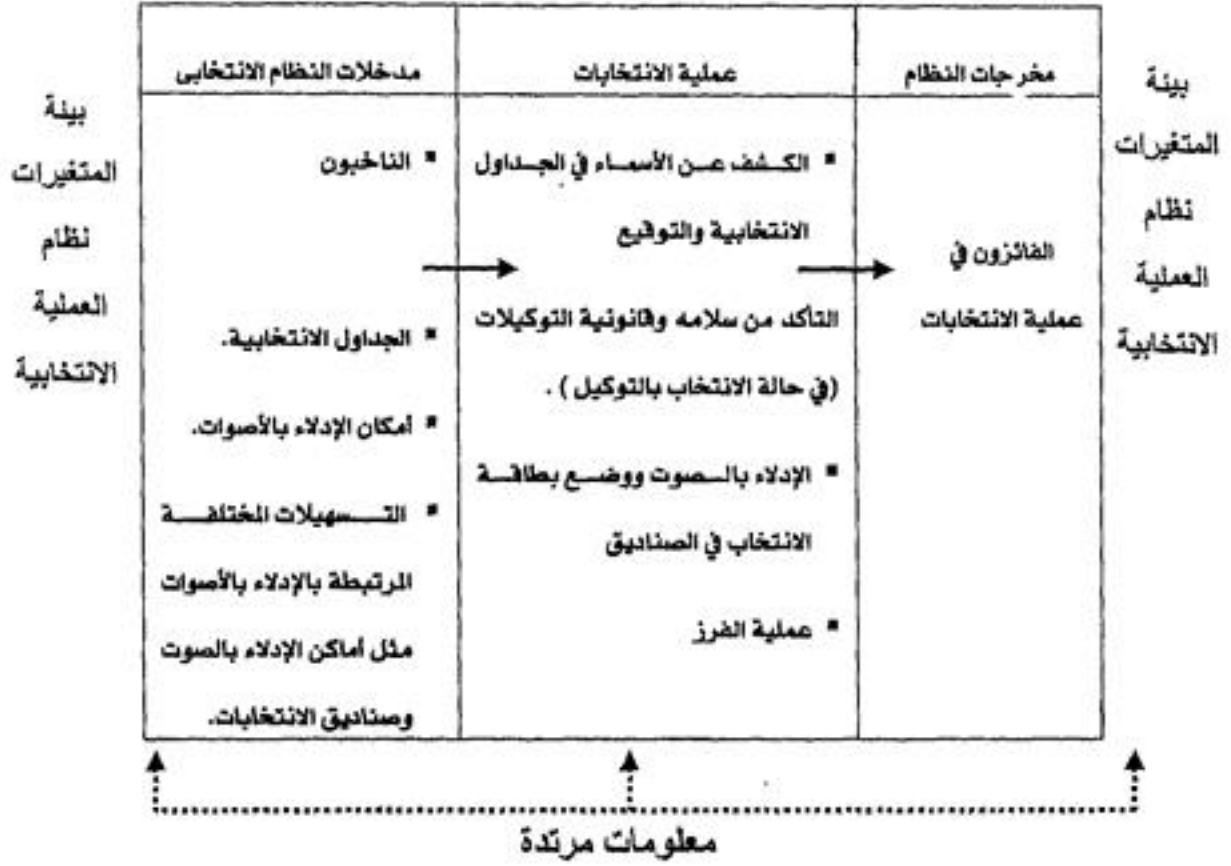 بيئة
المتغيرات
نظام
العملية
الانتخابية
مدخلات النظام الانتخابى
▪ الناخبون
▪ الجداول الانتخابية.
▪ أمكان الإدلاء بالأصوات.
▪ التسهيلات المختلفة
المرتبطة بالإدلاء بالأصوات
مثل أماكن الإدلاء بالصوت
وصناديق الانتخابات.
عملية الانتخابات
▪ الكشف عن الأسماء في الجداول
الانتخابية والتوقيع
التأكد من سلامه وقانونية التوكيلات
(في حالة الانتخاب بالتوكيل ) .
▪ الإدلاء بالصوت ووضع بطاقة
الانتخاب في الصناديق
▪ عملية الفرز
مخرجات النظام
الفائزون في
عملية الانتخابات
بيئة
المتغيرات
نظام
العملية
الانتخابية
معلومات مرتدة